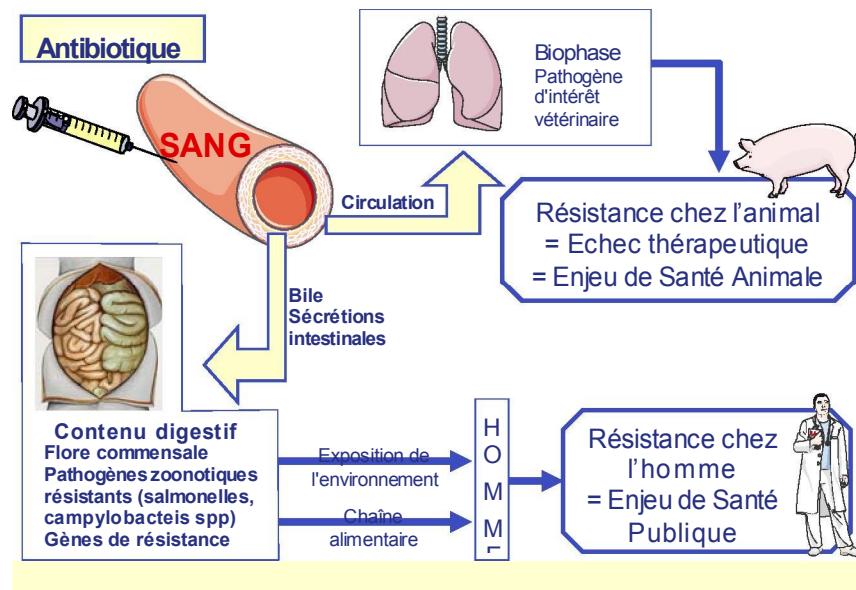 Antibiotique
SANG
Circulation
Biophase
Pathogène
d'intérêt
vétérinaire
Résistance chez l'animal
= Echec thérapeutique
= Enjeu de Santé Animale
Bile
Sécrétions
intestinales
Contenu digestif
Flore commensale
Pathogènes zoonotiques
résistants (salmonelles,
campylobacteis spp)
Gènes de résistance
Exposition de
l'environnement
Chaîne
alimentaire
H
O
M
M
E
Résistance chez
l'homme
= Enjeu de Santé
Publique